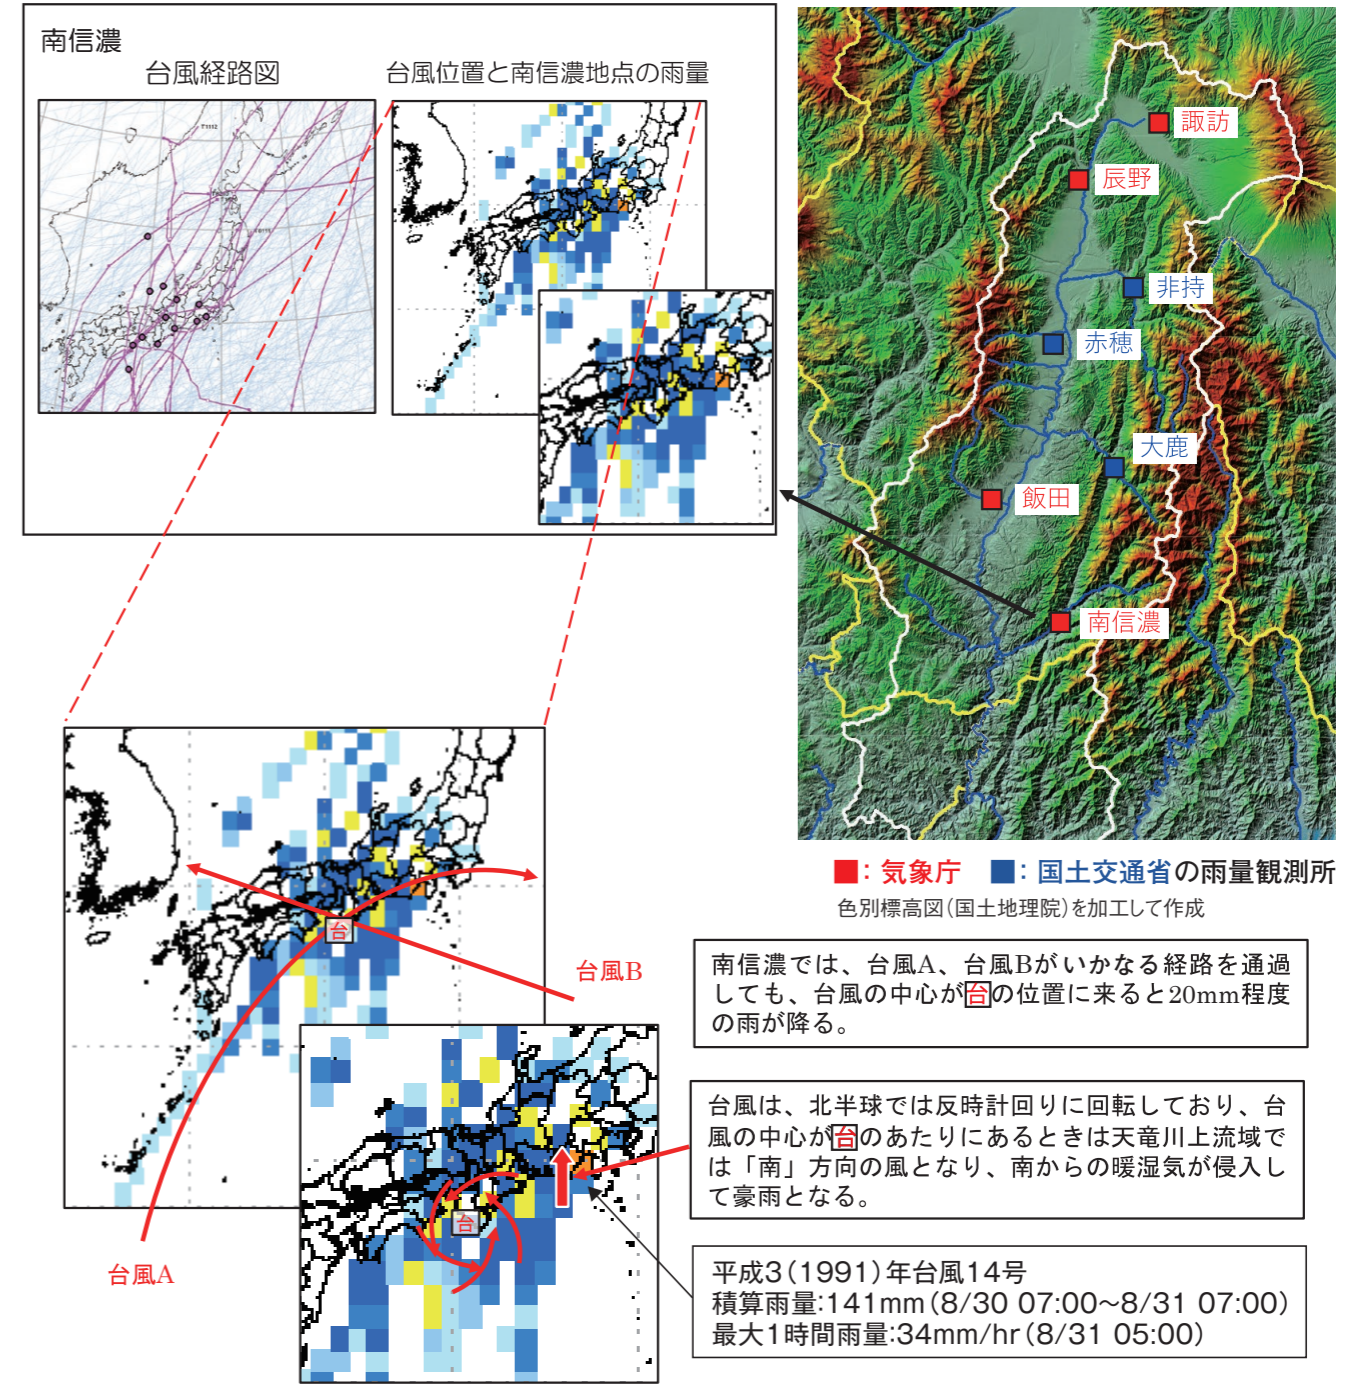 南信濃
台風経路図
台風位置と南信濃地点の雨量
諏訪
辰野
非持
赤穂
大鹿
飯田
南信濃
■：気象庁 ■：国土交通省の雨量観測所
色別標高図（国土地理院）を加工して作成
台
台風B
台風A
南信濃では、台風A、台風Bがいかなる経路を通過
しても、台風の中心が台の位置に来ると20mm程度
の雨が降る。
台風は、北半球では反時計回りに回転しており、台
風の中心が台のあたりにあるときは天竜川上流域で
は「南」方向の風となり、南からの暖湿気が侵入し
て豪雨となる。
台
平成3（1991）年台風14号
積算雨量：141mm（8/30 07:00～8/31 07:00）
最大1時間雨量：34mm/hr（8/31 05:00）